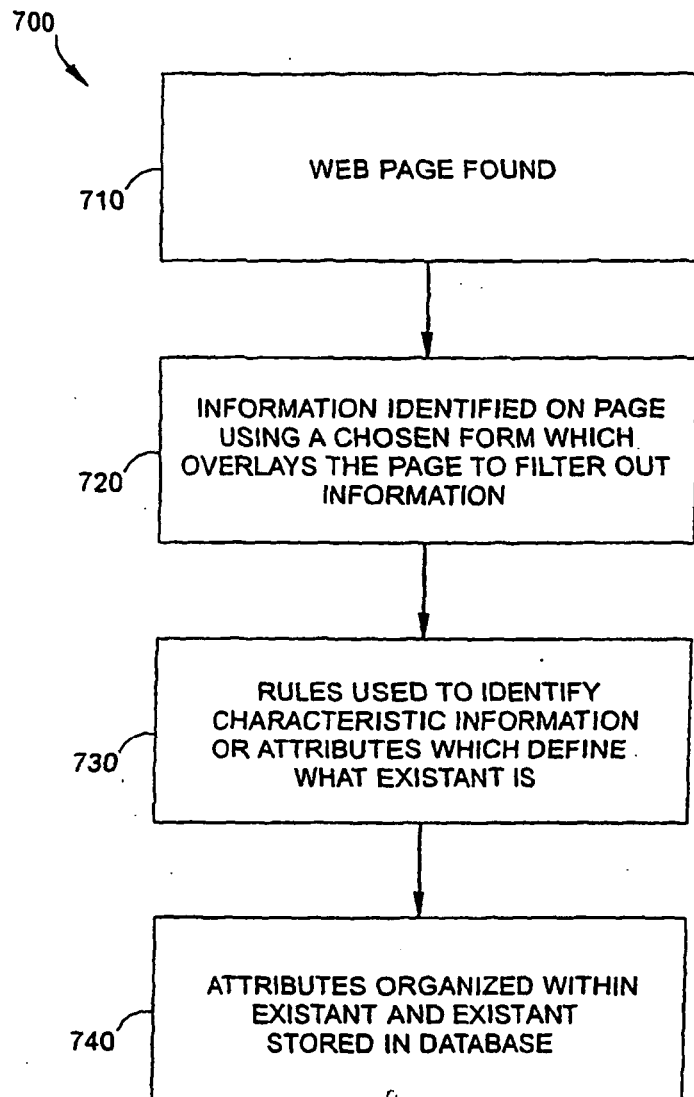 700
WEB PAGE FOUND
710
INFORMATION IDENTIFIED ON PAGE
USING A CHOSEN FORM WHICH
OVERLAYS THE PAGE TO FILTER OUT
INFORMATION
720
RULES USED TO IDENTIFY
CHARACTERISTIC INFORMATION
OR ATTRIBUTES WHICH DEFINE
WHAT EXISTANT IS
730
ATTRIBUTES ORGANIZED WITHIN
EXISTANT AND EXISTANT
STORED IN DATABASE
740